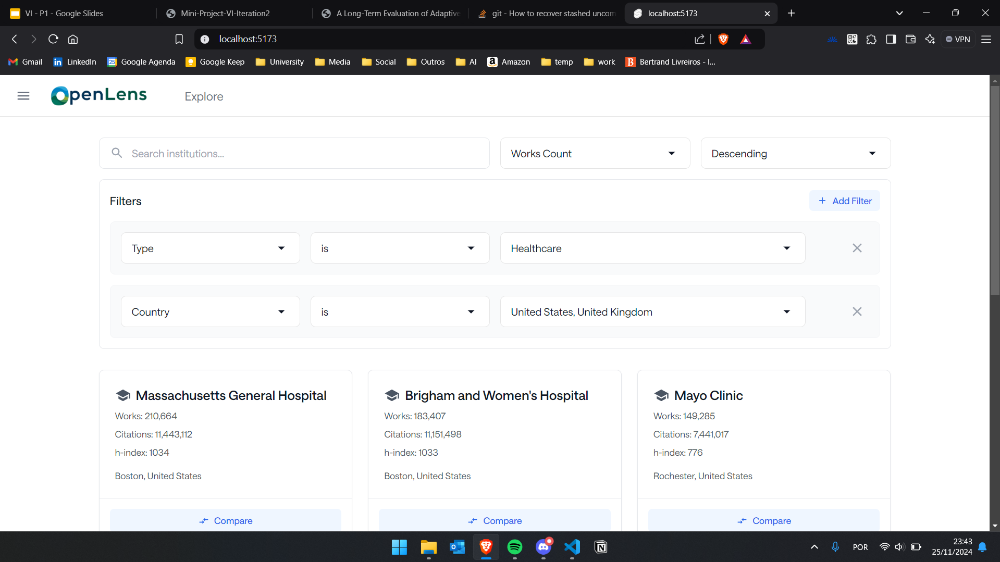 VI - P1 - Google Slides
Mini-Project-VI-Iteration2
A Long-Term Evaluation of Adaptive
git - How to recover stashed uncom
localhost:5173
localhost:5173
VPN
Gmail
LinkedIn
25
Google Agenda
Google Keep
University
Media
Social
Outros
AI
a
Amazon
temp
work
B
Bertrand Livreiros - I...
OpenLens
Explore
Search institutions...
Works Count
Descending
Filters
Add Filter
Type
is
Healthcare
Country
is
United States, United Kingdom
Massachusetts General Hospital
Works: 210,664
Citations: 11,443,112
h-index: 1034
Boston, United States
Compare
Brigham and Women's Hospital
Works: 183,407
Citations: 11,151,498
h-index: 1033
Boston, United States
Compare
Mayo Clinic
Works: 149,285
Citations: 7,441,017
h-index: 776
Rochester, United States
Compare
POR
23:43
25/11/2024